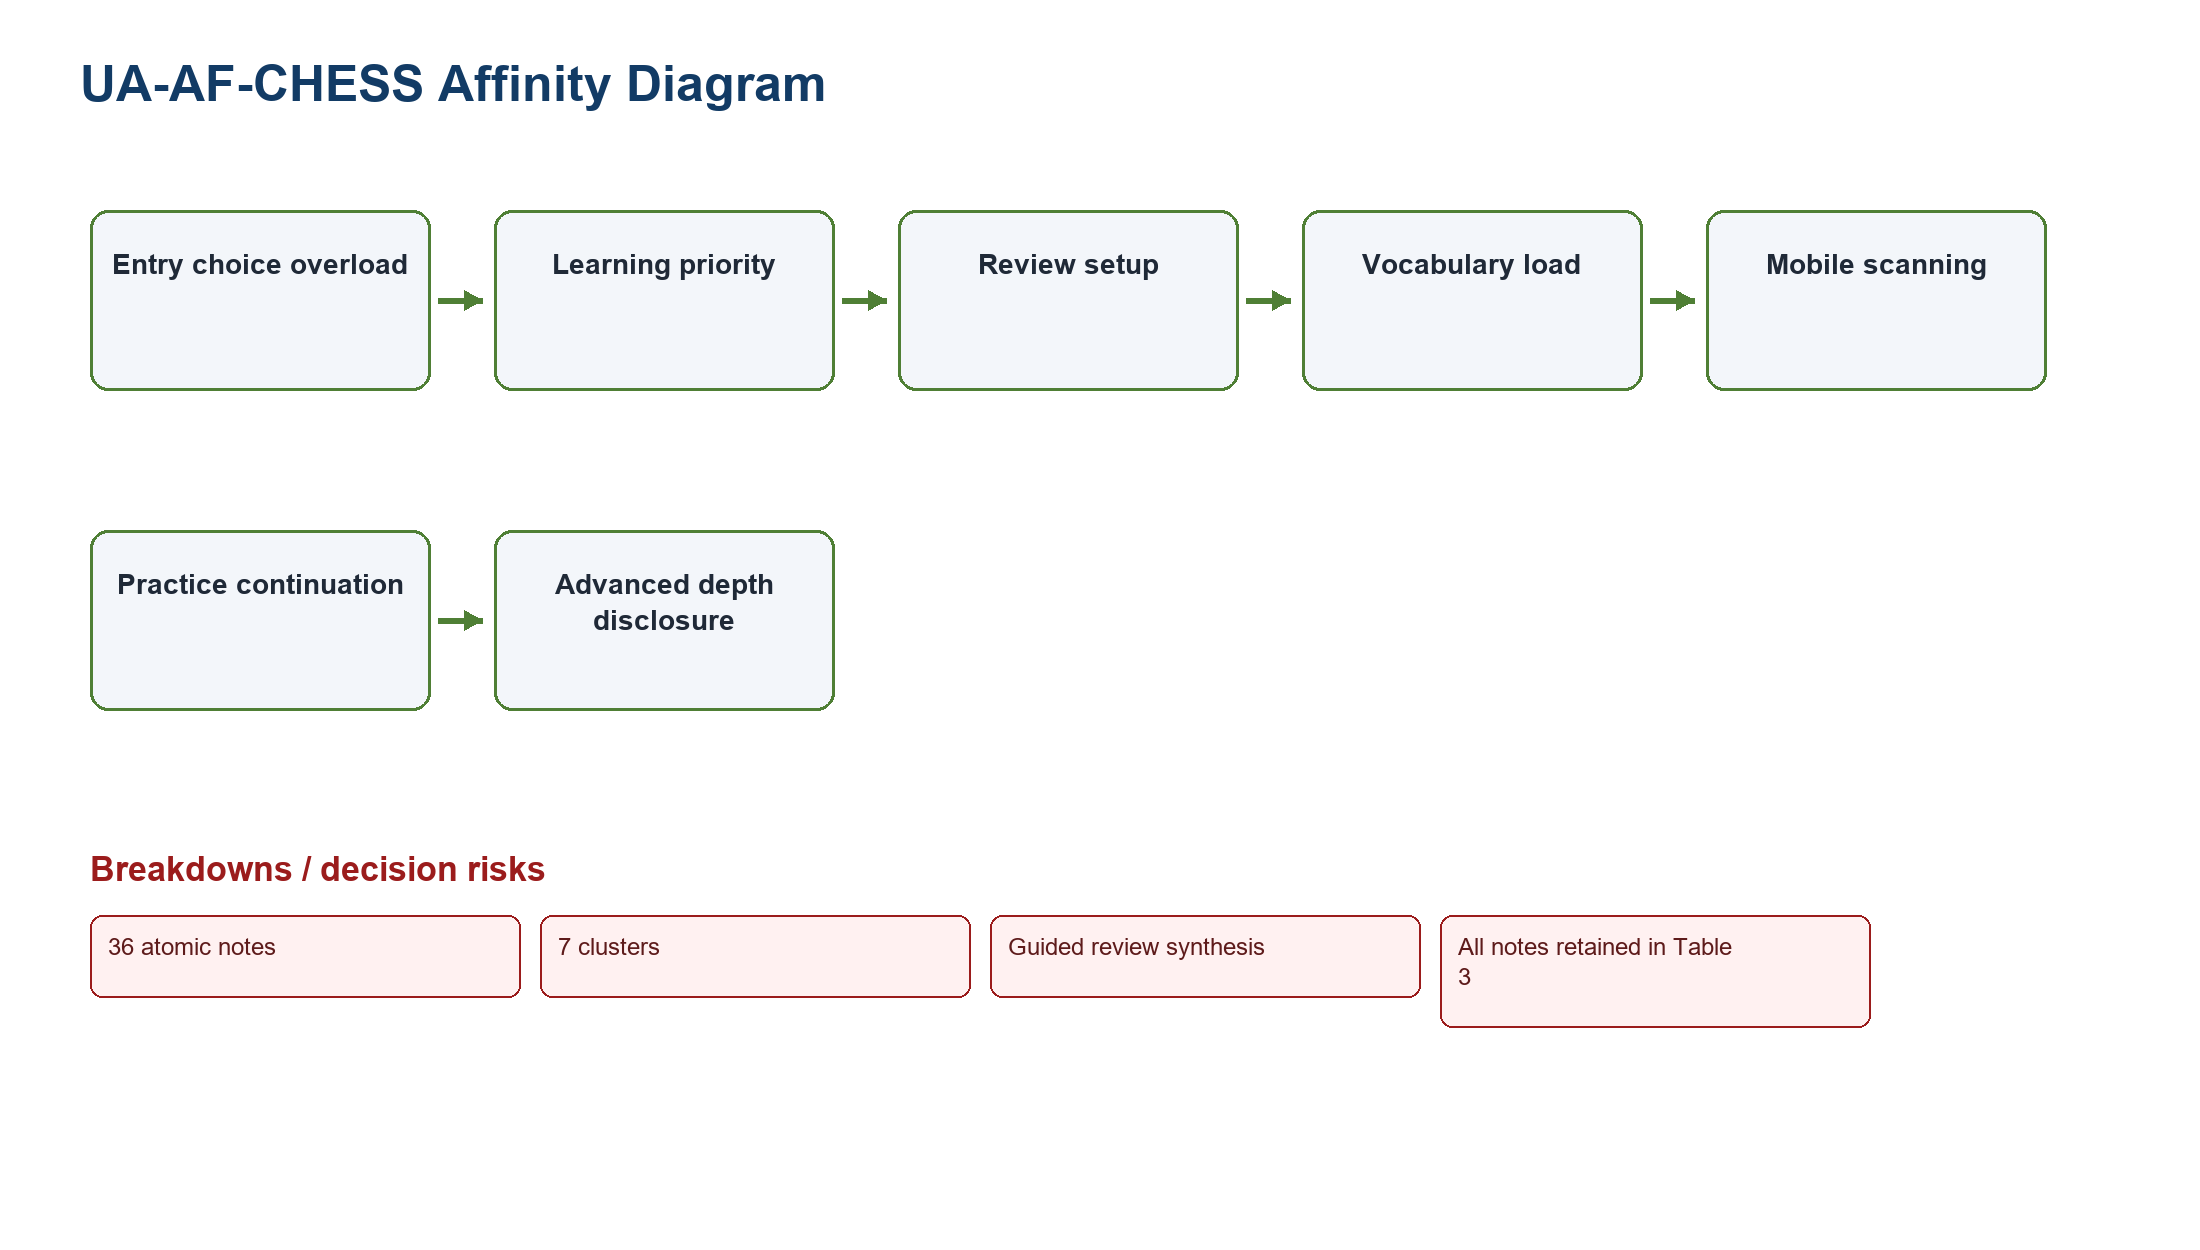 UA-AF-CHESS Affinity Diagram
Entry choice overload
Learning priority
Review setup
Vocabulary load
Mobile scanning
Practice continuation
Advanced depth
disclosure
Breakdowns / decision risks
36 atomic notes
7 clusters
Guided review synthesis
All notes retained in Table
3